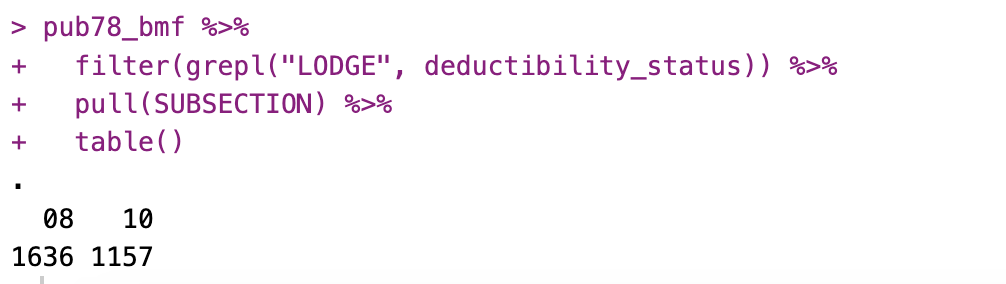 > pub78_bmf %>%
+   filter(grepl("LODGE", deductibility_status)) %>%
+   pull(SUBSECTION) %>%
+   table()
.
  08   10
1636 1157